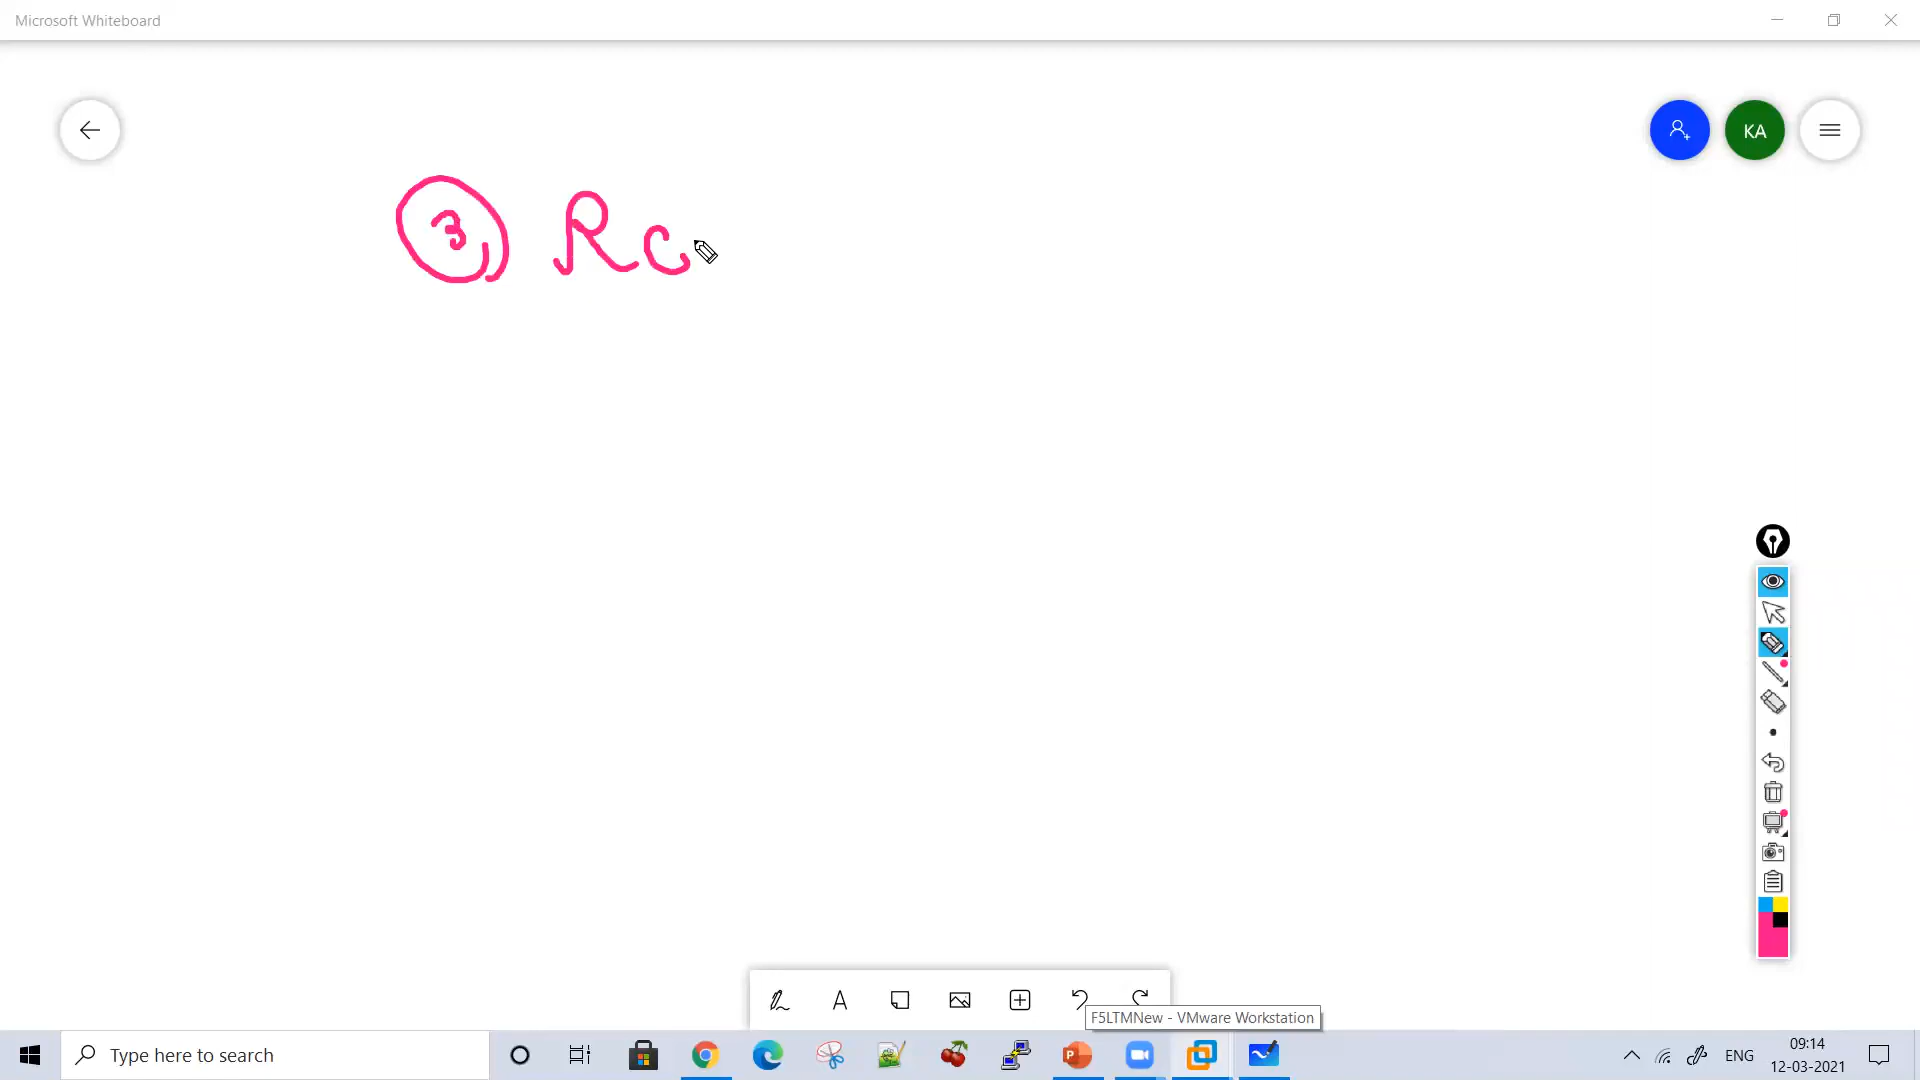 Microsoft Whiteboard
KA
3 Rc
F5LTMNew - VMware Workstation
Type here to search
ENG
09:14
12-03-2021